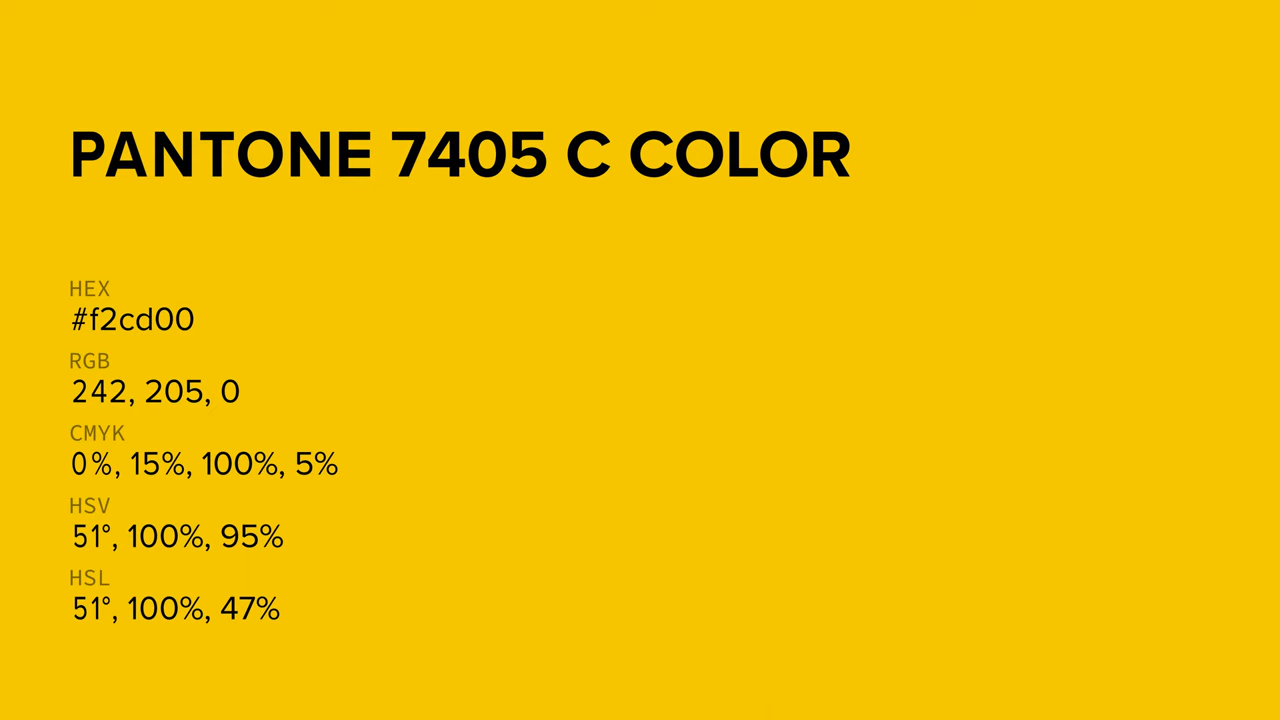 PANTONE 7405 C COLOR
HEX
#f2cd00
RGB
242, 205, 0
CMYK
0%, 15%, 100%, 5%
HSV
51°, 100%, 95%
HSL
51°, 100%, 47%